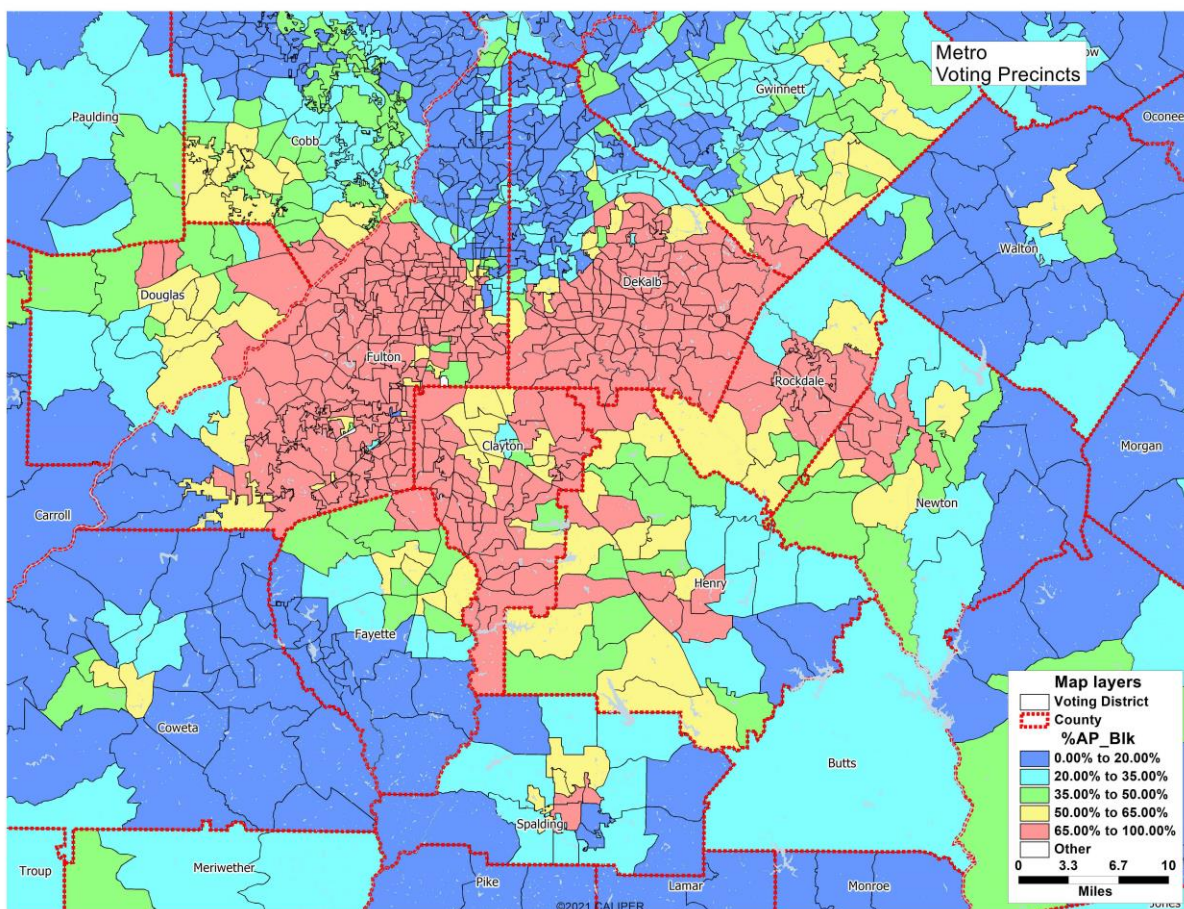 Metro
Voting Precincts
ow
Gwinnett
Oconee
Paulding
Cobb
Walton
DeKalb
Douglas
Fulton
Rockdale
Clayton
Morgan
Newton
Carroll
Henry
Fayette
Coweta
Butts
Spalding
Troup
Meriwether
Pike
Lamar
Monroe
Jones
Map layers
Voting District
County
%AP_Blk
0.00% to 20.00%
20.00% to 35.00%
35.00% to 50.00%
50.00% to 65.00%
65.00% to 100.00%
Other
0 3.3 6.7 10
Miles
©2021 CALIPER